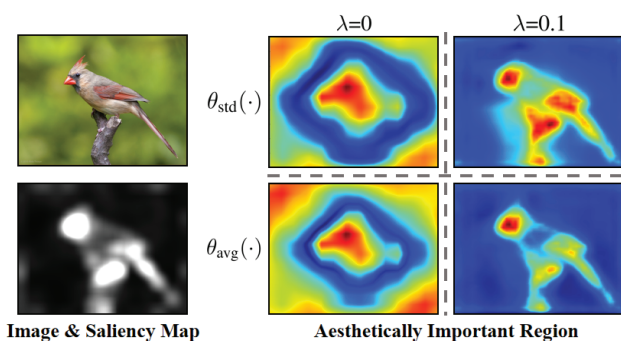 λ=0 λ=0.1
θstd(·)
θavg(·)
Image & Saliency Map Aesthetically Important Region